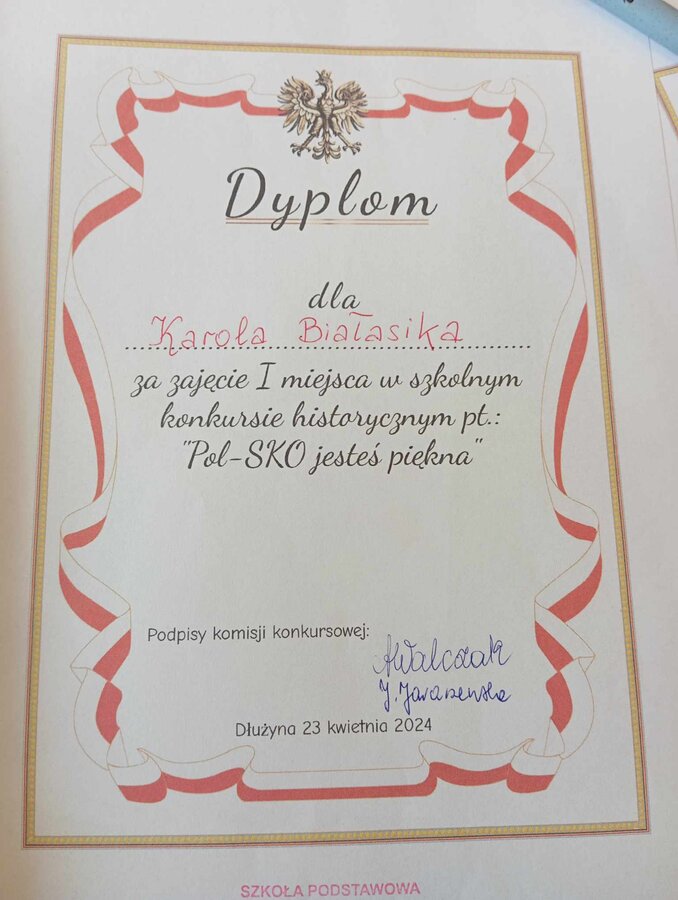 Dyplom
dla
Karola Białasika
za zajęcie I miejsca w szkolnym
konkursie historycznym pt.:
"Pol-SKO jesteś piękna"
Podpisy komisji konkursowej:
AWalczak
Dłużyna 23 kwietnia 2024
SZKOŁA PODSTAWOWA